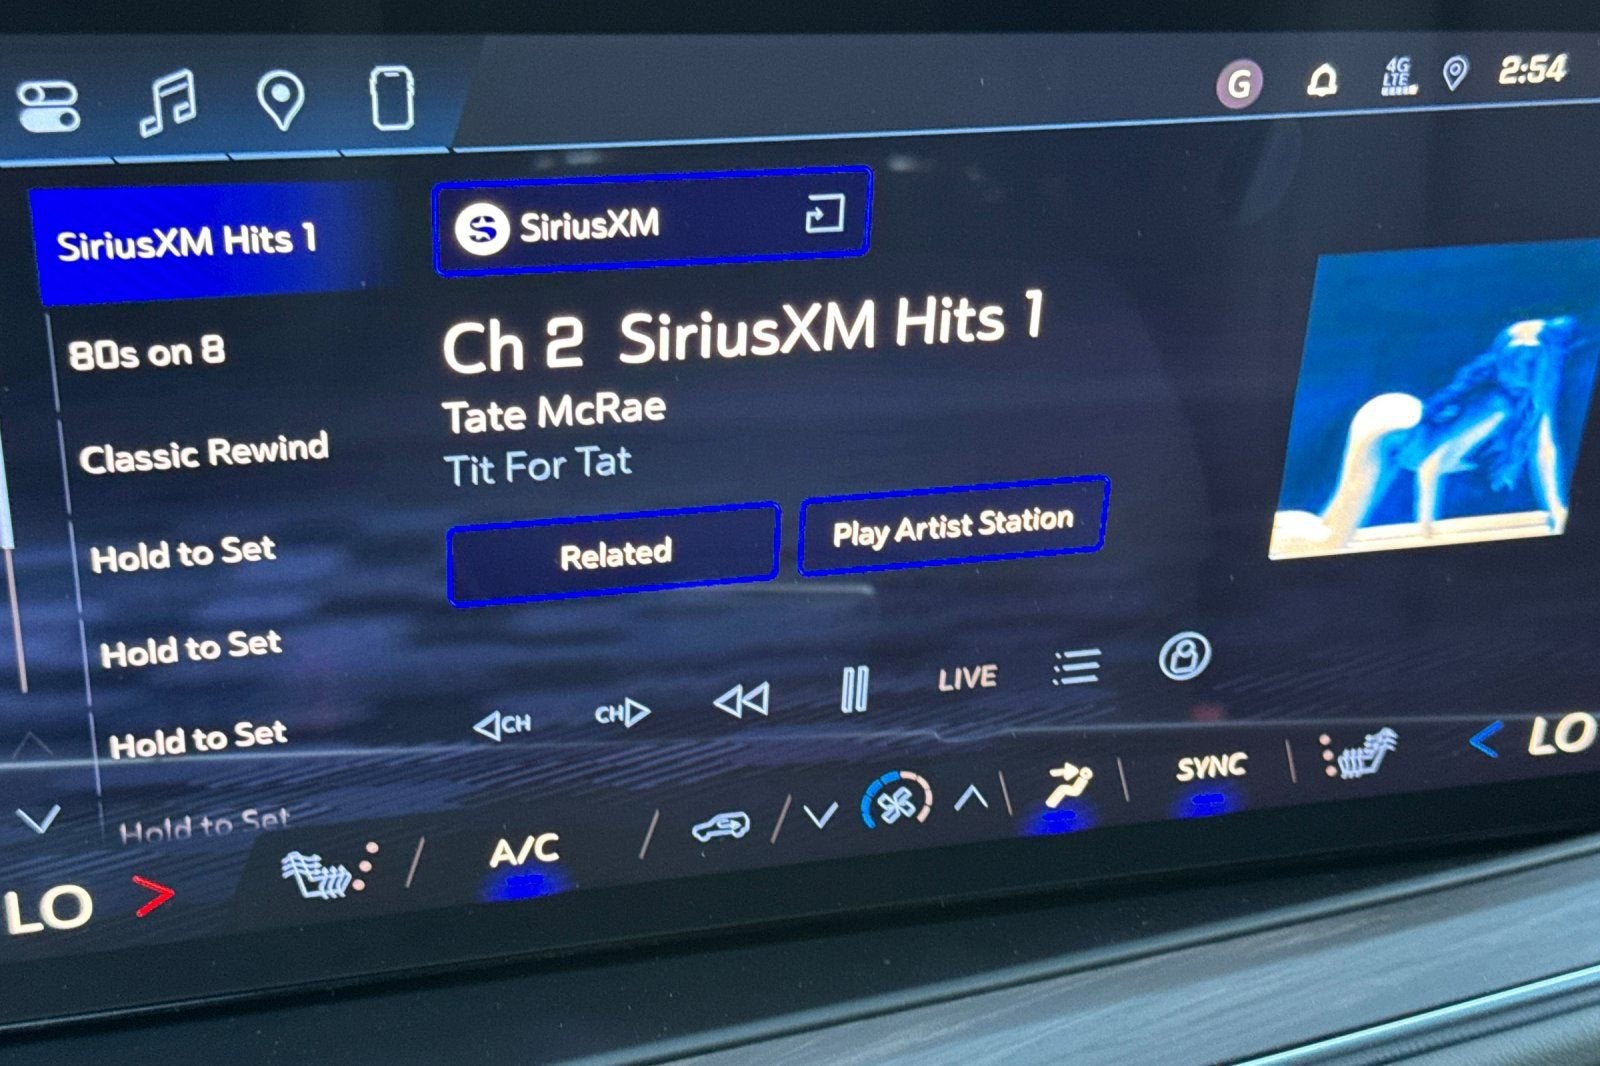 G 4G LTE 2:54
SiriusXM Hits 1
80s on 8
Classic Rewind
Hold to Set
Hold to Set
Hold to Set
Hold to Set
SiriusXM
Ch 2 SiriusXM Hits 1
Tate McRae
Tit For Tat
Related
Play Artist Station
CH CH LIVE
LO A/C SYNC LO